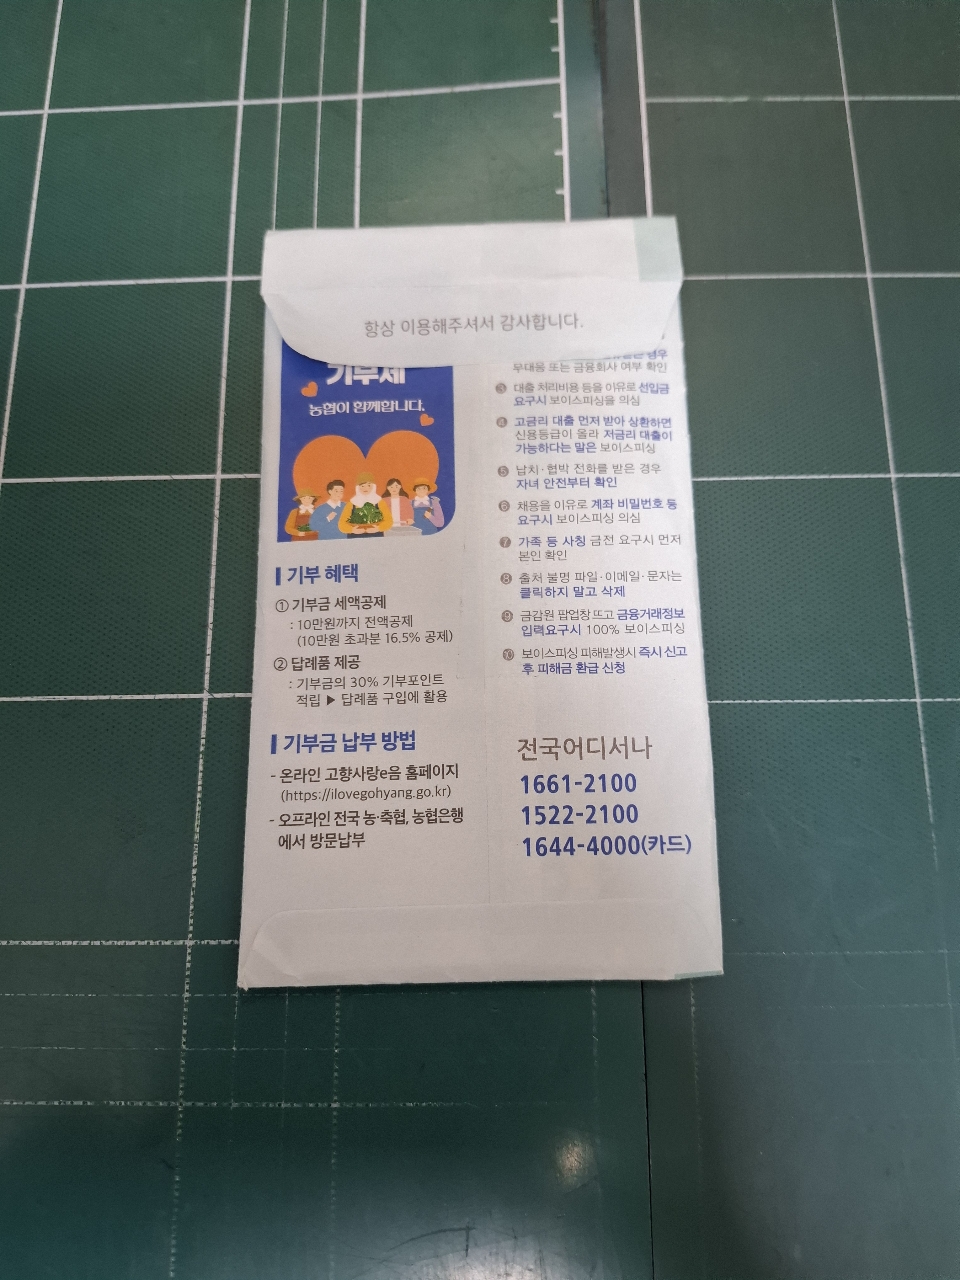 항상 이용해주셔서 감사합니다.
기부제
농협이 함께합니다.
기부 혜택
① 기부금 세액공제
: 10만원까지 전액공제
(10만원 초과분 16.5% 공제)
② 답례품 제공
: 기부금의 30% 기부포인트
적립 ▶ 답례품 구입에 활용
기부금 납부 방법
- 온라인 고향사랑e음 홈페이지
(https://ilovegohyang.go.kr)
- 오프라인 전국 농·축협, 농협은행
에서 방문납부
경우
무대응 또는 금융회사 여부 확인
❸ 대출 처리비용 등을 이유로 선입금
요구시 보이스피싱을 의심
❹ 고금리 대출 먼저 받아 상환하면
신용등급이 올라 저금리 대출이
가능하다는 말은 보이스피싱
❺ 납치·협박 전화를 받은 경우
자녀 안전부터 확인
❻ 채용을 이유로 계좌 비밀번호 등
요구시 보이스피싱 의심
❼ 가족 등 사칭 금전 요구시 먼저
본인 확인
❽ 출처 불명 파일·이메일·문자는
클릭하지 말고 삭제
❾ 금감원 팝업창 뜨고 금융거래정보
입력요구시 100% 보이스피싱
❿ 보이스피싱 피해발생시 즉시 신고
후 피해금 환급 신청
전국어디서나
1661-2100
1522-2100
1644-4000(카드)